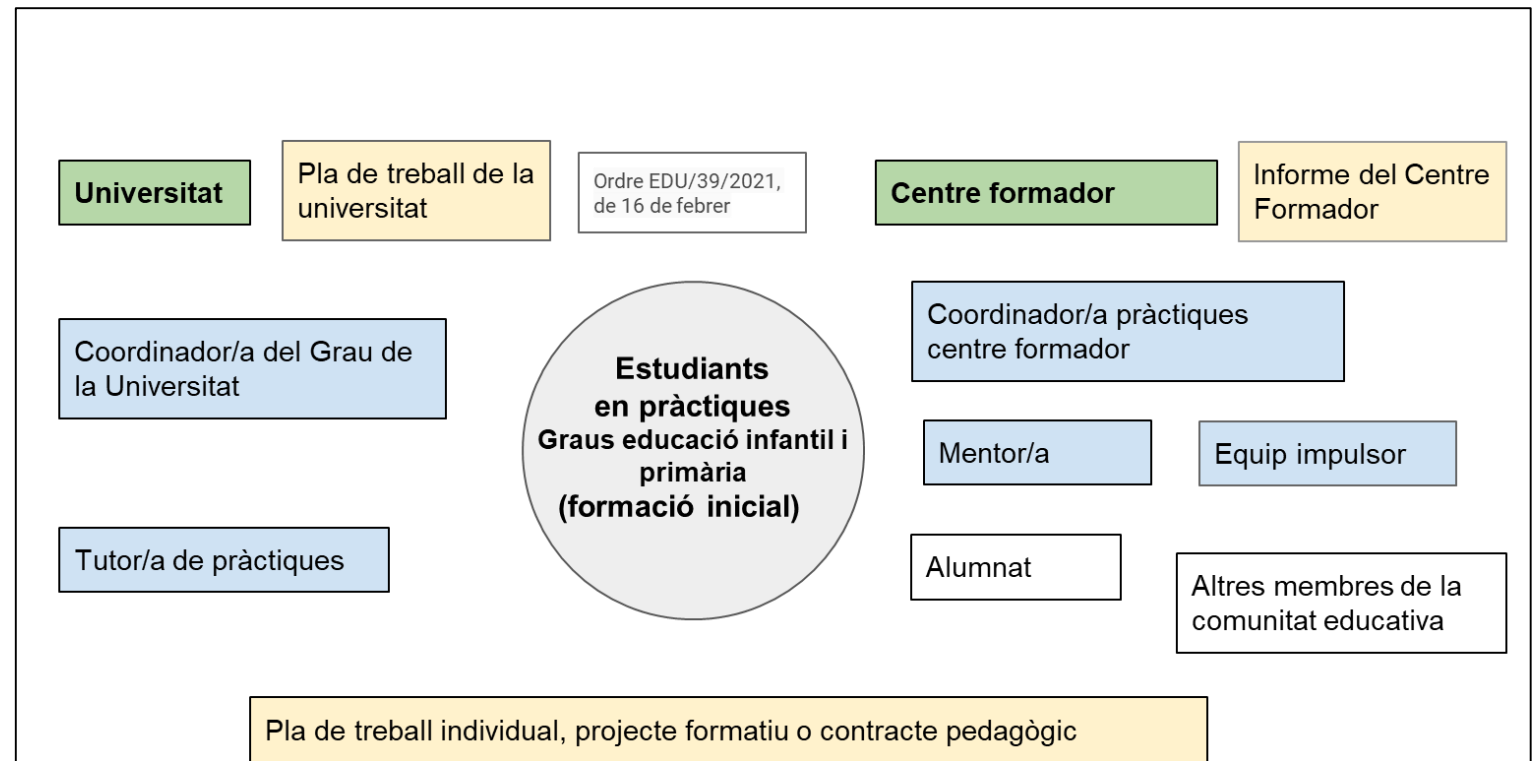 Universitat
Pla de treball de la
universitat
Ordre EDU/39/2021,
de 16 de febrer
Centre formador
Informe del Centre
Formador
Coordinador/a del Grau de
la Universitat
Estudiants
en pràctiques
Graus educació infantil i
primària
(formació inicial)
Coordinador/a pràctiques
centre formador
Mentor/a
Equip impulsor
Tutor/a de pràctiques
Alumnat
Altres membres de la
comunitat educativa
Pla de treball individual, projecte formatiu o contracte pedagògic